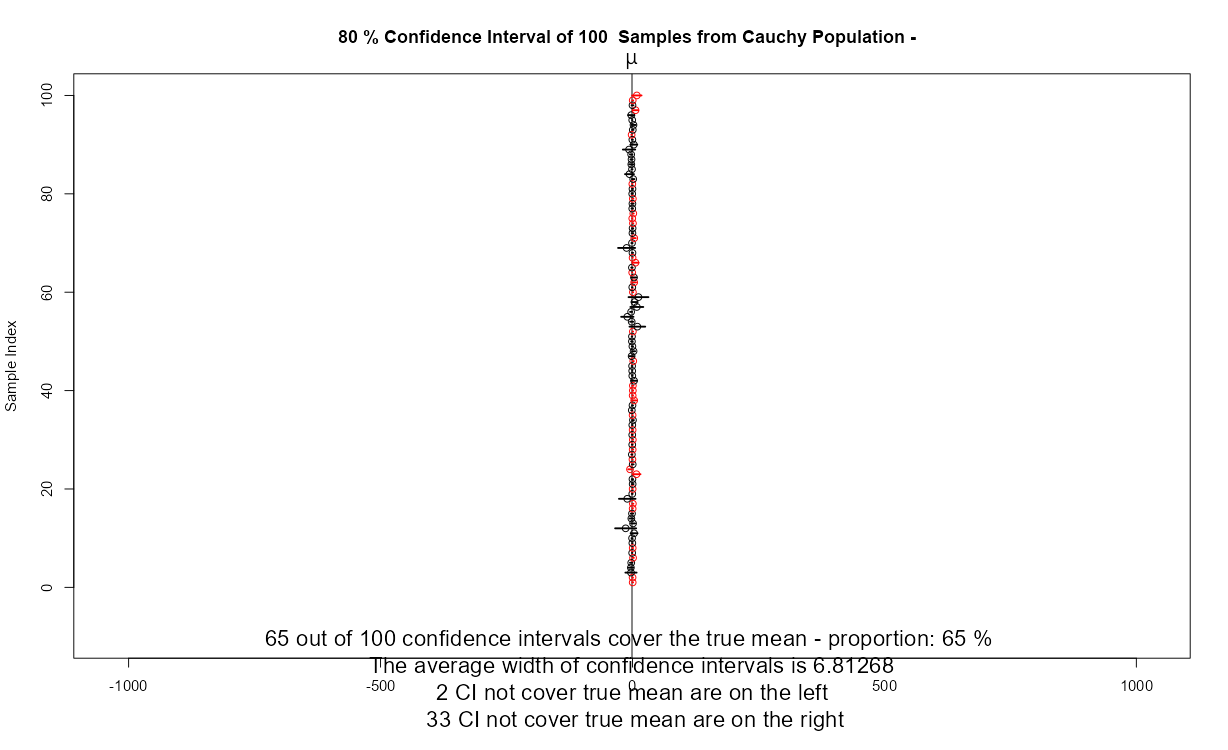 80 % Confidence Interval of 100  Samples from Cauchy Population -
μ
100
80
60
40
20
0
Sample Index
65 out of 100 confidence intervals cover the true mean - proportion: 65 %
The average width of confidence intervals is 6.81268
-1000 -500 0 500 1000
2 CI not cover true mean are on the left
33 CI not cover true mean are on the right